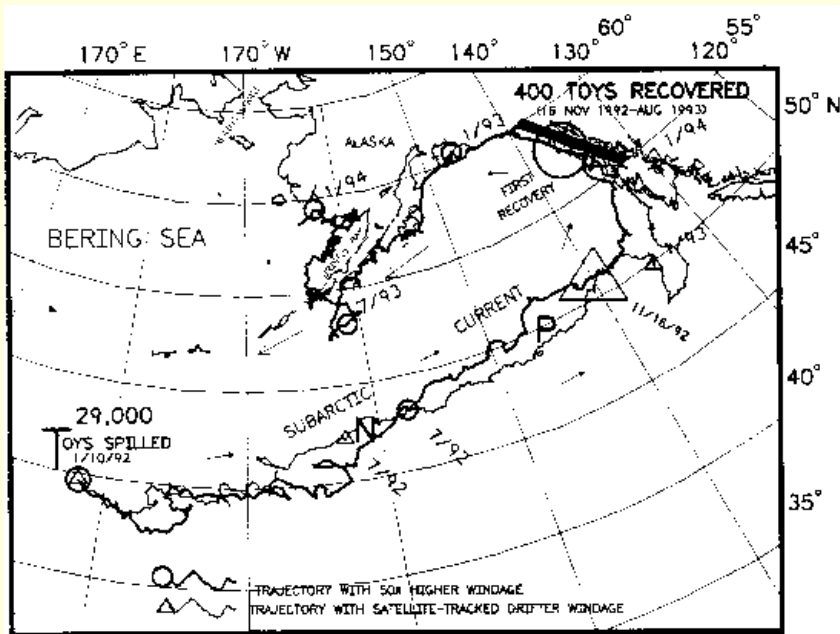 60° 55°
170°E 170°W 150° 140° 130° 120°
50° N
400 TOYS RECOVERED
(16 NOV 1992-AUG 1993)
1/93
1/94
ALASKA
1/94
FIRST
RECOVERY
BERING SEA
45°
7/93
CURRENT
P
11/16/92
40°
SUBARCTIC
29,000
TOYS SPILLED
1/10/92
N
7/92
7/92
35°
TRAJECTORY WITH 50% HIGHER WINDAGE
TRAJECTORY WITH SATELLITE-TRACKED DRIFTER WINDAGE